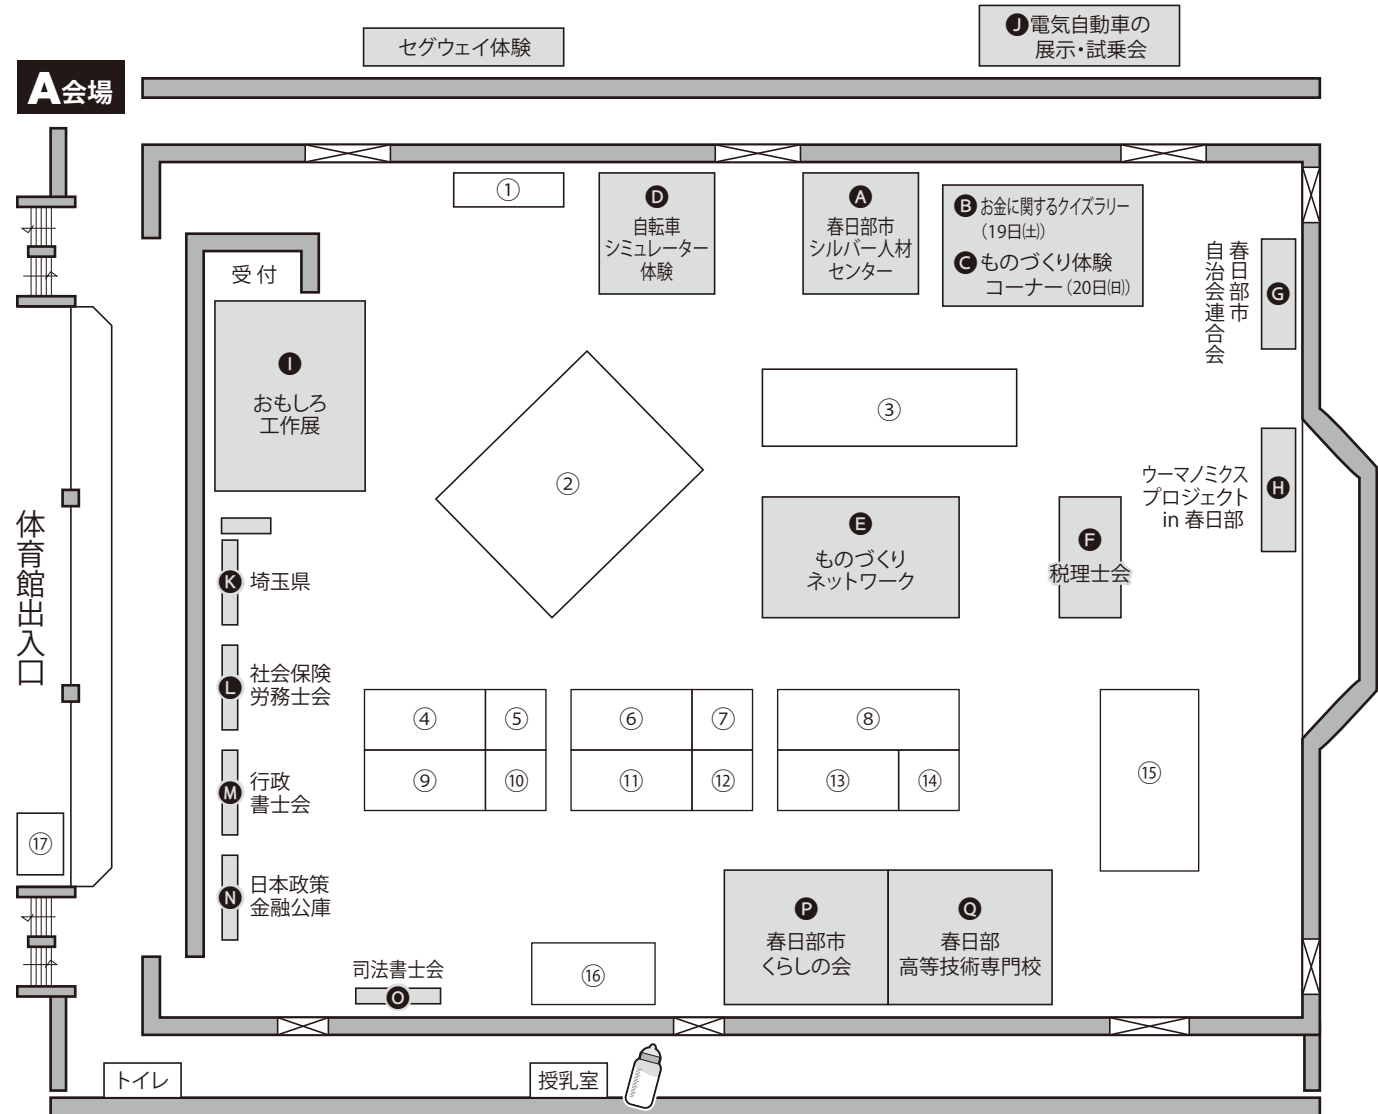 セグウェイ体験
J 電気自動車の
展示・試乗会
A会場
①
D
自転車
シミュレーター
体験
A
春日部市
シルバー人材
センター
B お金に関するクイズラリー
(19日㈯)
C ものづくり体験
コーナー(20日㈰)
春日部市
自治会連合会
G
受付
I
おもしろ
工作展
②
③
ウーマノミクス
プロジェクト
in 春日部
H
E
ものづくり
ネットワーク
F
税理士会
体育館出入口
K 埼玉県
L 社会保険
労務士会
M 行政
書士会
N 日本政策
金融公庫
④
⑤
⑥
⑦
⑧
⑨
⑩
⑪
⑫
⑬
⑭
⑮
⑰
司法書士会
O
⑯
P
春日部市
くらしの会
Q
春日部
高等技術専門校
トイレ
授乳室